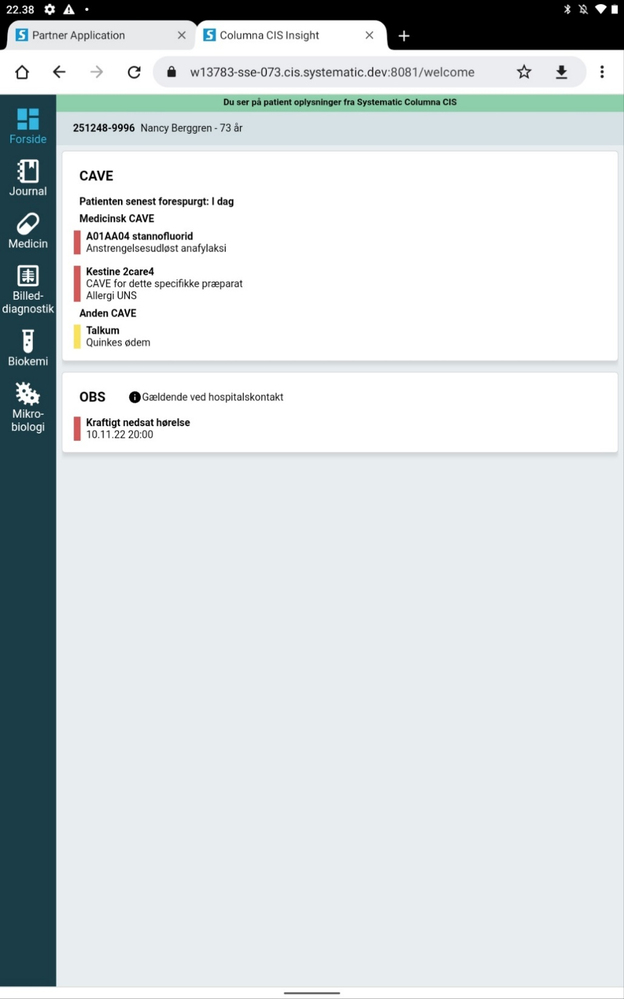 22.38
Partner Application
Columna CIS Insight
w13783-sse-073.cis.systematic.dev:8081/welcome
Du ser på patient oplysninger fra Systematic Columna CIS
251248-9996 Nancy Berggren - 73 år
Forside
Journal
Medicin
Billed-
diagnostik
Biokemi
Mikro-
biologi
CAVE
Patienten senest forespurgt: I dag
Medicinsk CAVE
A01AA04 stannofluorid
Anstrengelsesudløst anafylaksi
Kestine 2care4
CAVE for dette specifikke præparat
Allergi UNS
Anden CAVE
Talkum
Quinkes ødem
OBS Gældende ved hospitalskontakt
Kraftigt nedsat hørelse
10.11.22 20:00